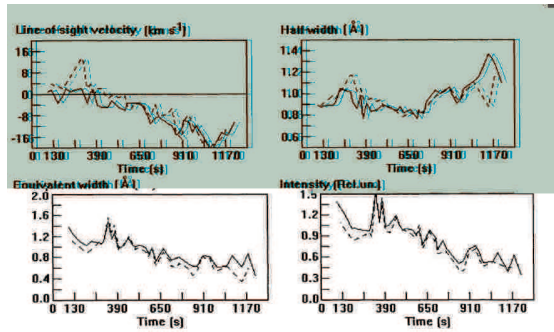 Line-of-sight velocity [km s⁻¹]
16
8
0
-8
-16
0 130 390 650 910 1170
Time [s]
Half-width [Å]
1.4
1.2
1.0
0.8
0.6
0 130 390 650 910 1170
Time [s]
Equivalent width [Å]
2.0
1.6
1.2
0.8
0.4
0.0
0 130 390 650 910 1170
Time [s]
Intensity [Rel.un.]
1.5
1.2
0.9
0.6
0.3
0.0
0 130 390 650 910 1170
Time [s]